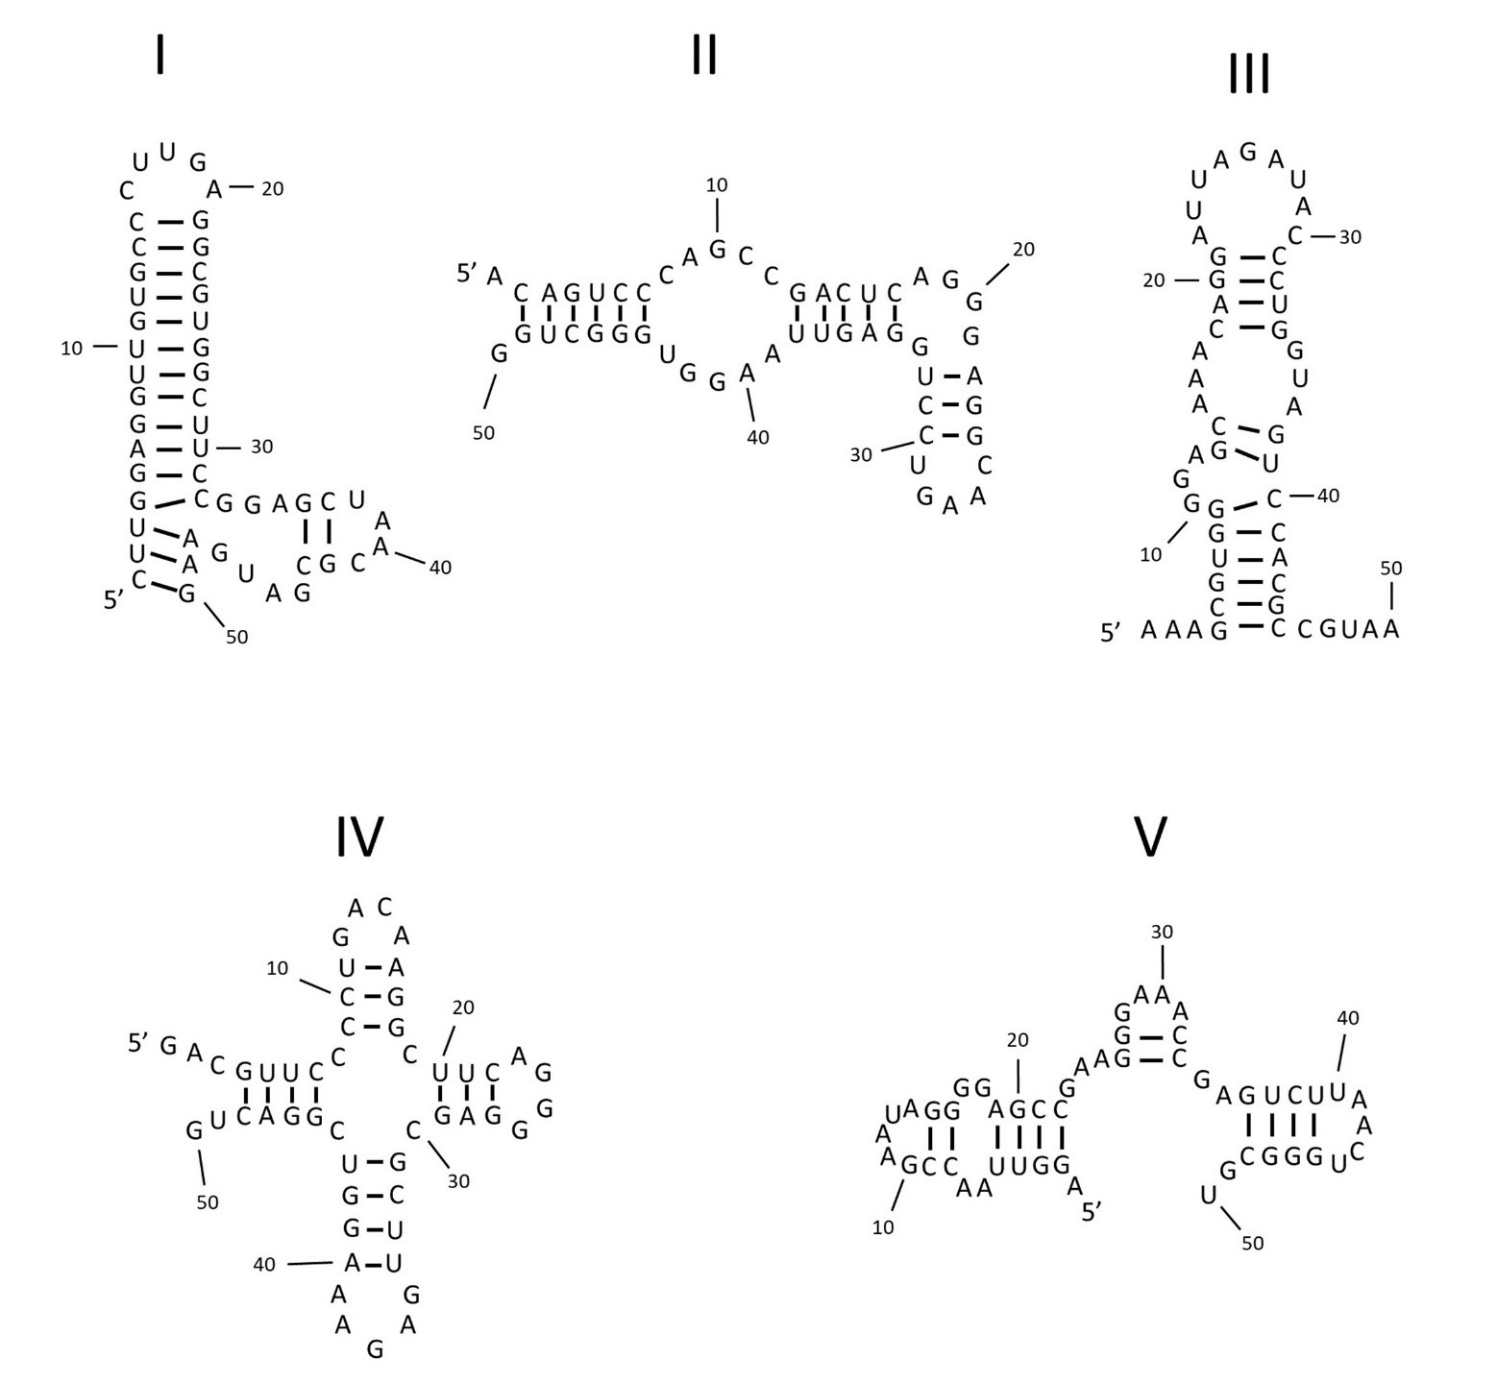 I
II
III
U U G
C A — 20
C G
C G
G C
U G
G U
10 — U G
U G
G C
G U
A U — 30
G C
G C G G A G C U
U A G U A G C G C A A — 40
U A
5' C G
50
10
5' A C A G U C C C A G C C G A C U C A G G 20
G
G G U C G G G U G G A A U U G A G G
50
40
U A
C G
30 C G
U C
G A A
A G A
U U
U A
A C — 30
G C
20 — G C
A U
C G
A G
A U
A A
C G
A G U
G
G G C — 40
10
G C
U A
G C
C G
5' A A A G C C G U A A
50
IV
V
A C
G A
10 U A
C G
C G
20
5' G A C G U U C C C U U C A G
G
G U C A G G C C G A G G
50
30
U G
G C
G U
40 A U
A G
A A
G
30
A A
G A
20
G C
G G G A A G C 40
U A G G A G C C G A G U C U U A
A A
A G C C A A U U G G A G C G G G U C
10
5'
U
50